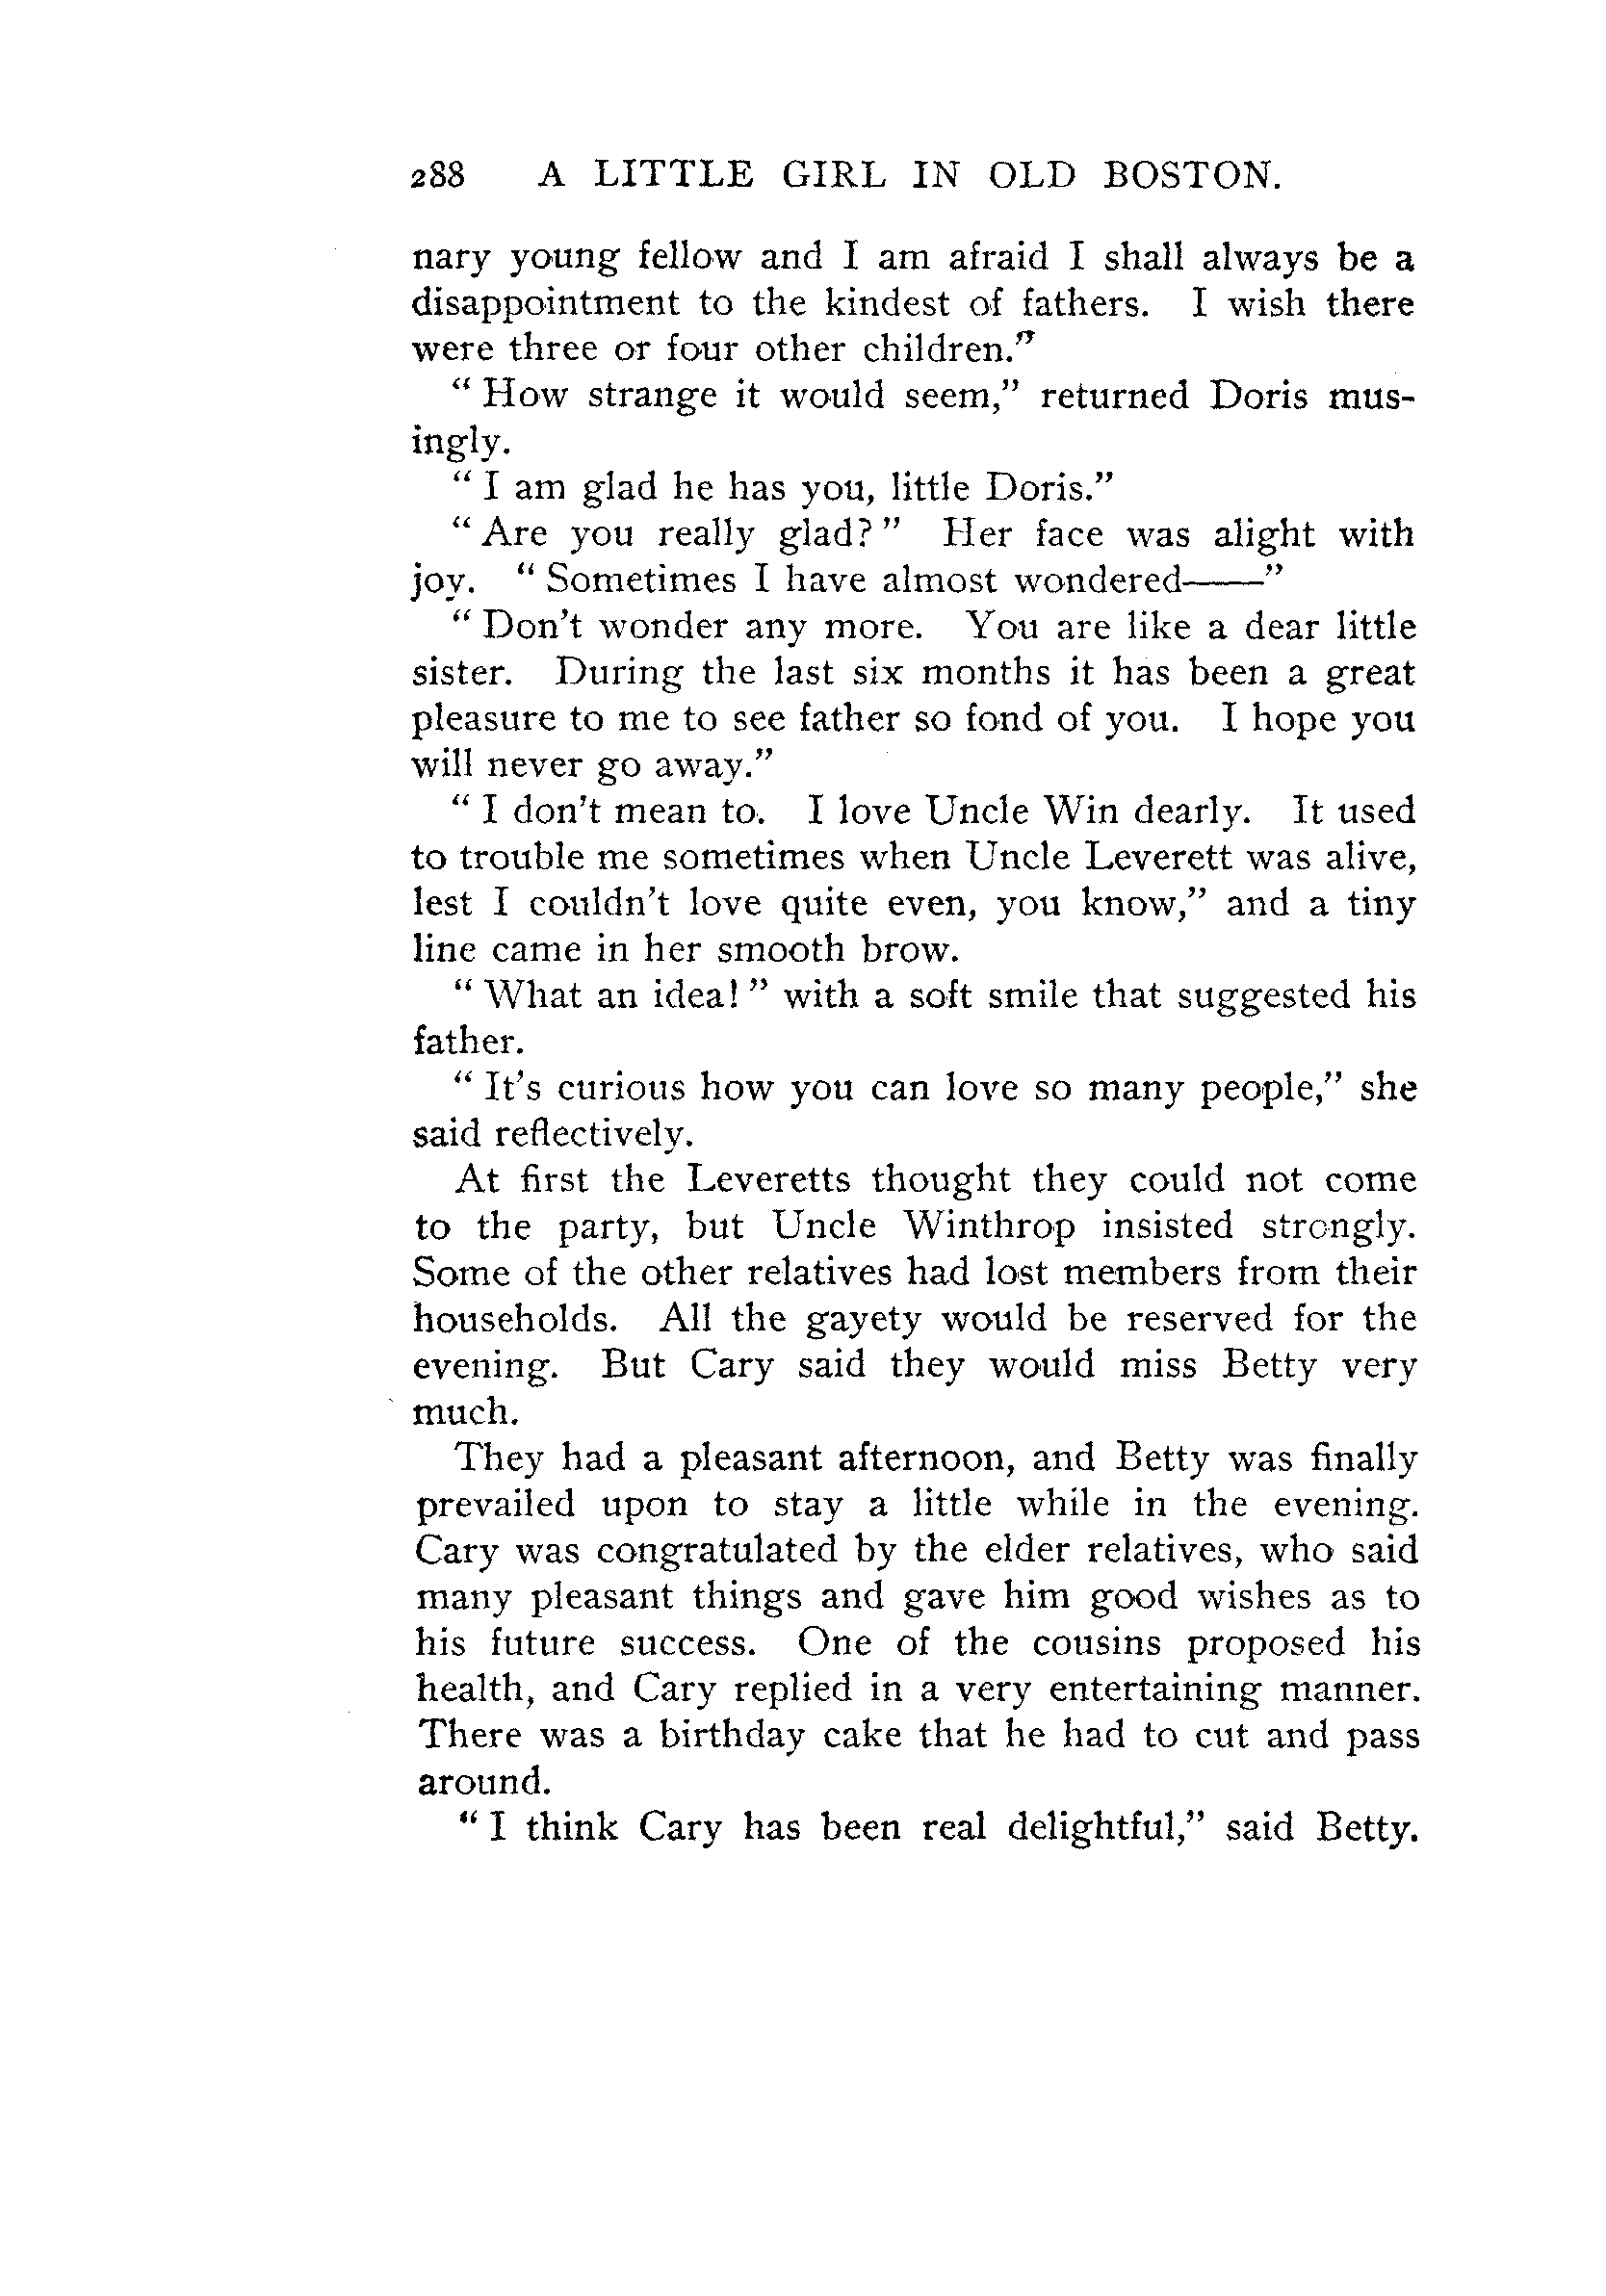 288 A LITTLE GIRL IN OLD BOSTON.
nary young fellow and I am afraid I shall always be a
disappointment to the kindest of fathers. I wish there
were three or four other children."
" How strange it would seem," returned Doris mus-
ingly.
" I am glad he has you, little Doris."
" Are you really glad? " Her face was alight with
joy. " Sometimes I have almost wondered——"
" Don't wonder any more. You are like a dear little
sister. During the last six months it has been a great
pleasure to me to see father so fond of you. I hope you
will never go away."
" I don't mean to. I love Uncle Win dearly. It used
to trouble me sometimes when Uncle Leverett was alive,
lest I couldn't love quite even, you know," and a tiny
line came in her smooth brow.
" What an idea! " with a soft smile that suggested his
father.
" It's curious how you can love so many people," she
said reflectively.
At first the Leveretts thought they could not come
to the party, but Uncle Winthrop insisted strongly.
Some of the other relatives had lost members from their
households. All the gayety would be reserved for the
evening. But Cary said they would miss Betty very
much.
They had a pleasant afternoon, and Betty was finally
prevailed upon to stay a little while in the evening.
Cary was congratulated by the elder relatives, who said
many pleasant things and gave him good wishes as to
his future success. One of the cousins proposed his
health, and Cary replied in a very entertaining manner.
There was a birthday cake that he had to cut and pass
around.
" I think Cary has been real delightful," said Betty.